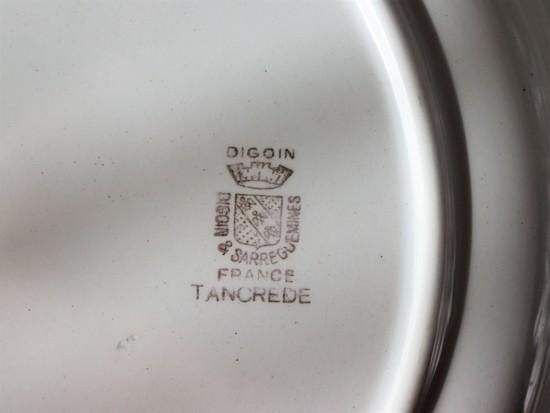 DIGOIN
DIGOIN & SARREGUEMINES
FRANCE
TANCREDE